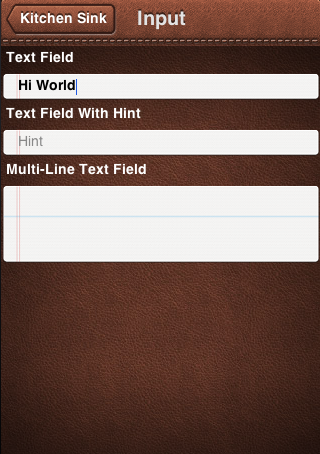 Kitchen Sink
Input
Text Field
Hi World
Text Field With Hint
Hint
Multi-Line Text Field